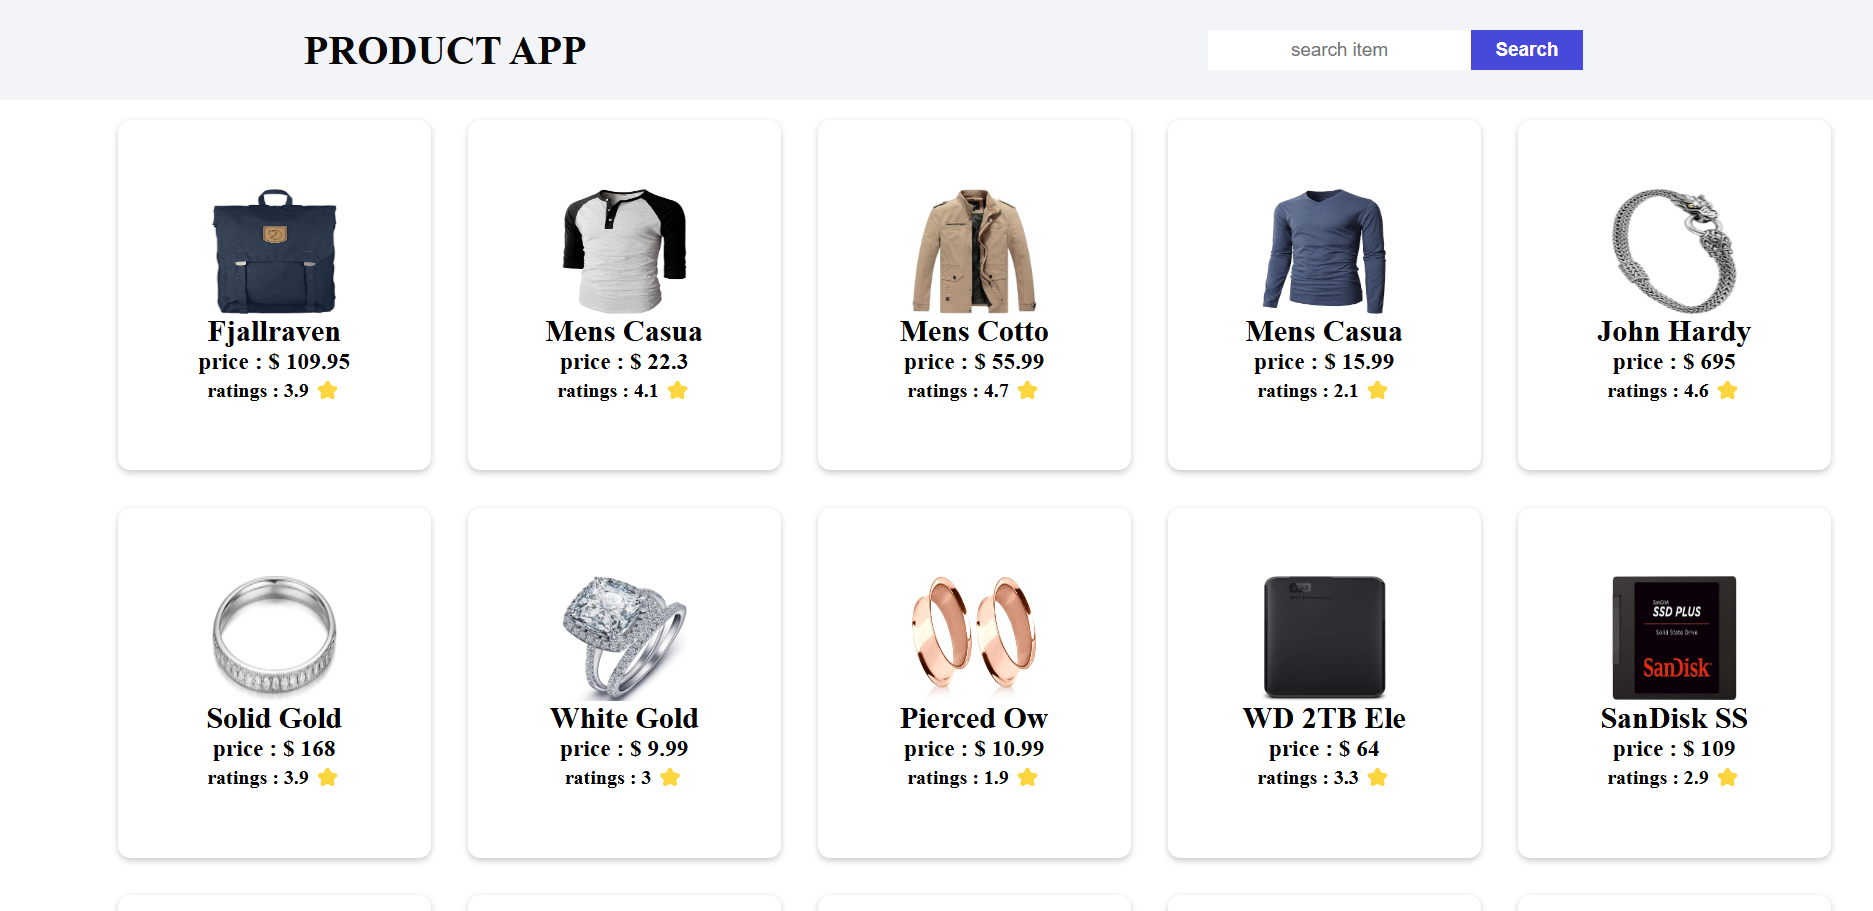 PRODUCT APP
search item
Search
Fjallraven
price : $ 109.95
ratings : 3.9
Mens Casua
price : $ 22.3
ratings : 4.1
Mens Cotto
price : $ 55.99
ratings : 4.7
Mens Casua
price : $ 15.99
ratings : 2.1
John Hardy
price : $ 695
ratings : 4.6
Solid Gold
price : $ 168
ratings : 3.9
White Gold
price : $ 9.99
ratings : 3
Pierced Ow
price : $ 10.99
ratings : 1.9
WD 2TB Ele
price : $ 64
ratings : 3.3
SanDisk
SSD PLUS
Solid State Drive
SanDisk
SanDisk SS
price : $ 109
ratings : 2.9